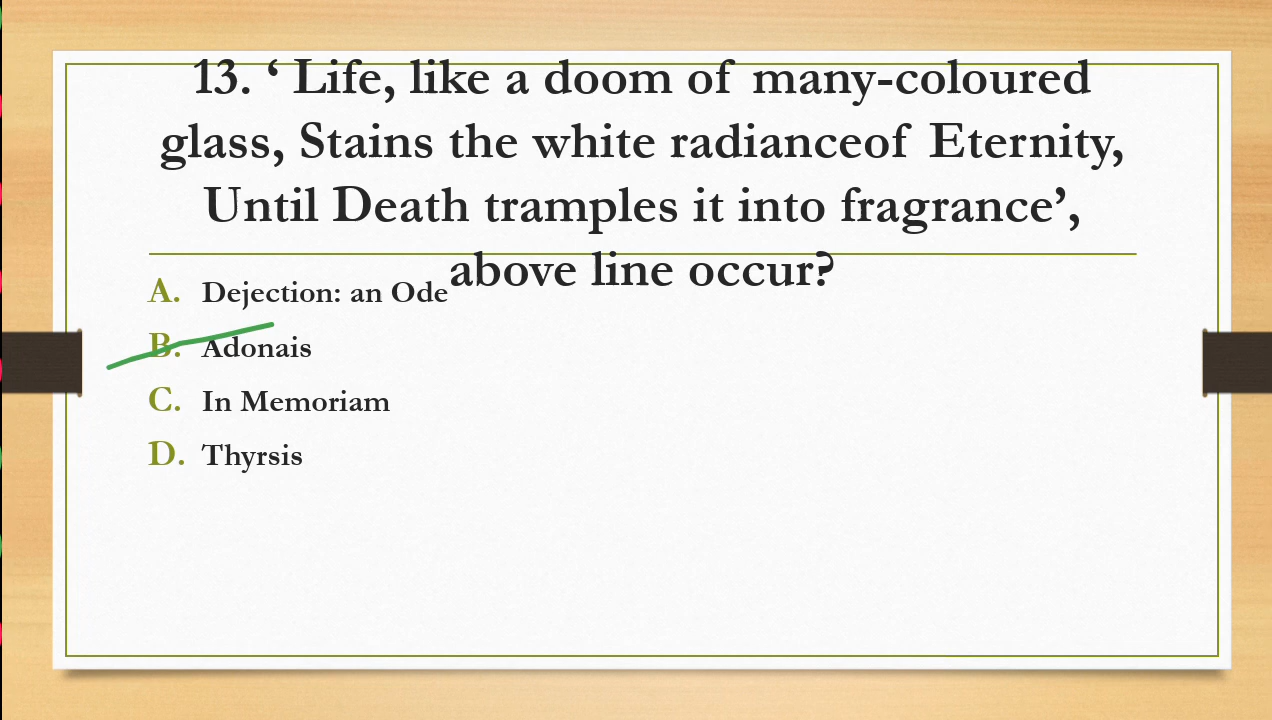 13. ‘ Life, like a doom of many-coloured
glass, Stains the white radianceof Eternity,
Until Death tramples it into fragrance’,
above line occur?
A. Dejection: an Ode
B. Adonais
C. In Memoriam
D. Thyrsis